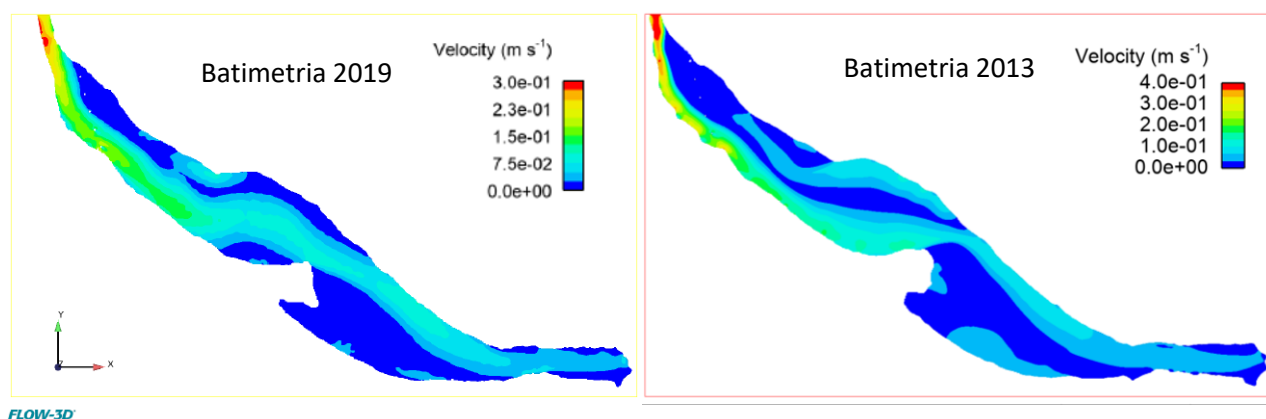 Batimetria 2019
Velocity (m s⁻¹)
3.0e-01
2.3e-01
1.5e-01
7.5e-02
0.0e+00
Y
Z
X
FLOW-3D
Batimetria 2013
Velocity (m s⁻¹)
4.0e-01
3.0e-01
2.0e-01
1.0e-01
0.0e+00